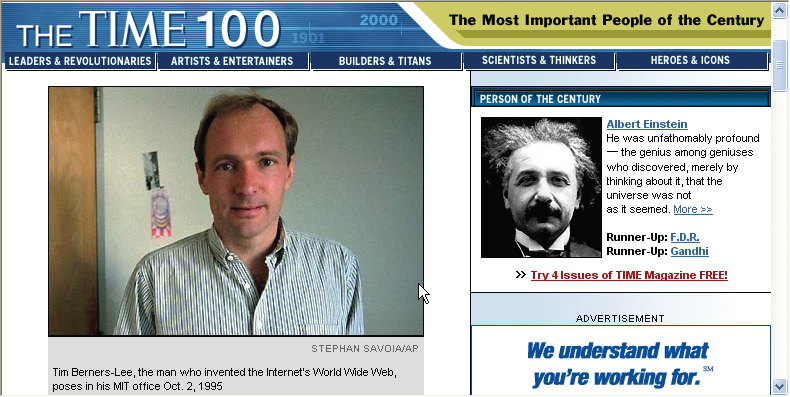 THE TIME 100
2000
1901
The Most Important People of the Century
LEADERS & REVOLUTIONARIES
ARTISTS & ENTERTAINERS
BUILDERS & TITANS
SCIENTISTS & THINKERS
HEROES & ICONS
STEPHAN SAVOIA/AP
Tim Berners-Lee, the man who invented the Internet's World Wide Web,
poses in his MIT office Oct. 2, 1995
PERSON OF THE CENTURY
Albert Einstein
He was unfathomably profound
— the genius among geniuses
who discovered, merely by
thinking about it, that the
universe was not
as it seemed. More >>
Runner-Up: F.D.R.
Runner-Up: Gandhi
>> Try 4 Issues of TIME Magazine FREE!
ADVERTISEMENT
We understand what
you're working for.℠